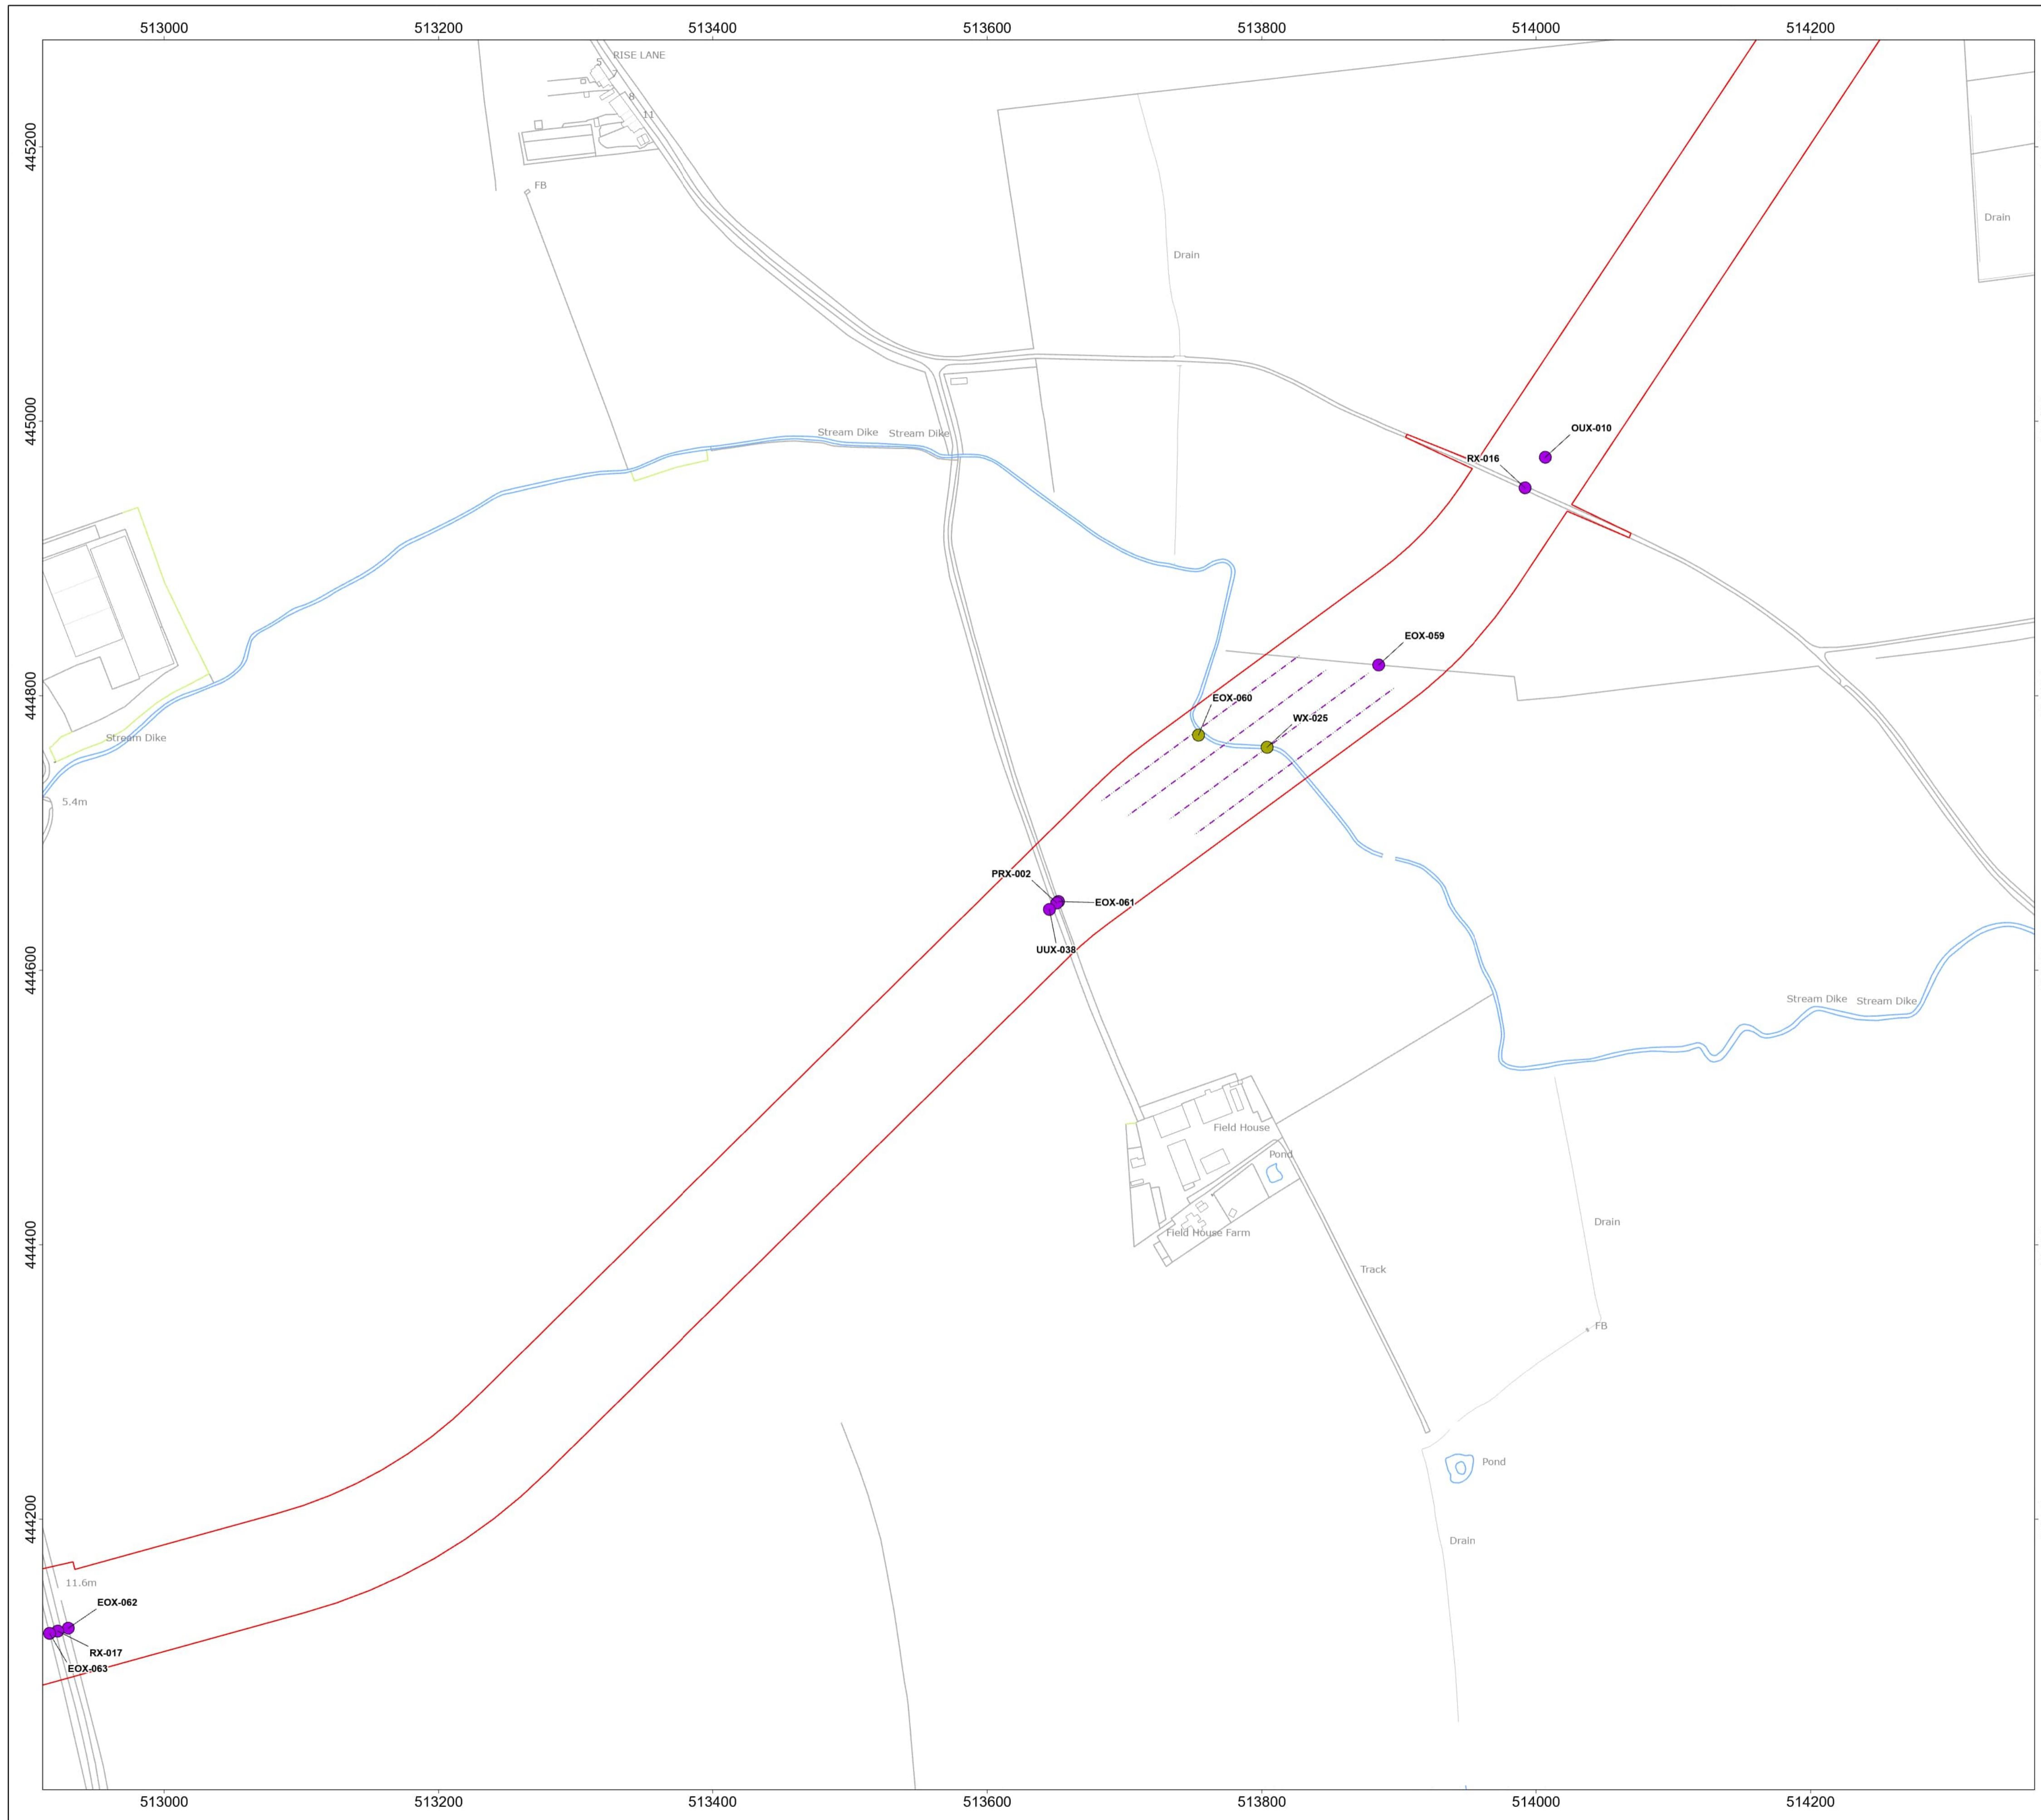 513000 513200 513400 513600 513800 514000 514200
RISE LANE
5
7
8
11
445200
FB
Drain
Drain
445000
OUX-010
Stream Dike Stream Dike
RX-016
EOX-059
444800
EOX-060
WX-025
Stream Dike
5.4m
PRX-002
EOX-061
UUX-038
444600
Stream Dike Stream Dike
Field House
Pond
Drain
Field House Farm
444400
Track
FB
Pond
444200
Drain
11.6m
EOX-062
RX-017
EOX-063
513000 513200 513400 513600 513800 514000 514200